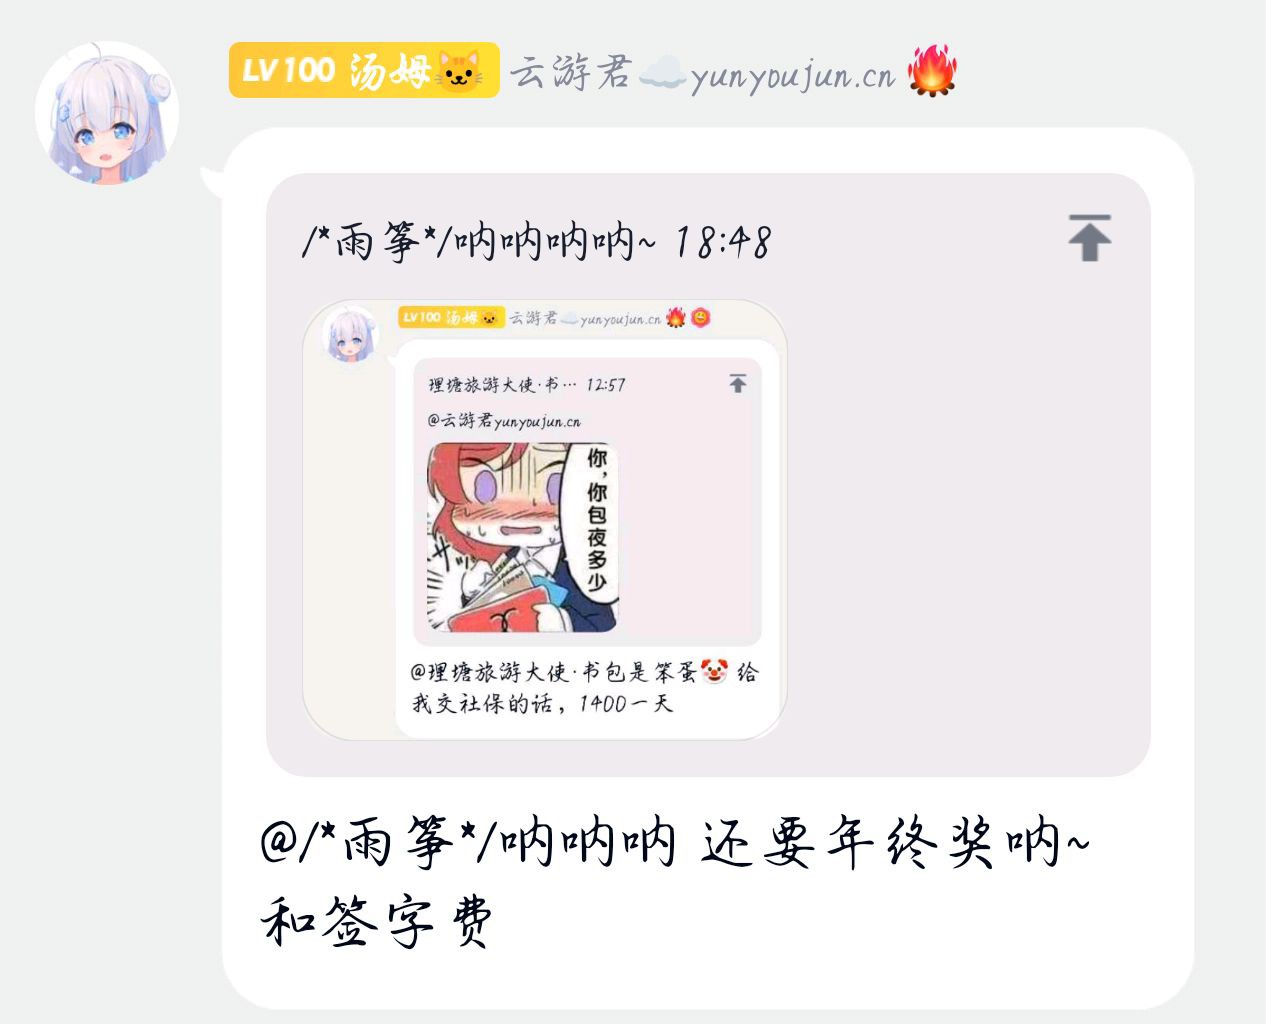 LV100 汤姆🐱 云游君☁️yunyoujun.cn🔥
/*雨筝*/呐呐呐呐~ 18:48
LV100 汤姆🐱 云游君☁️yunyoujun.cn🔥
理塘旅游大使·书… 12:57
@云游君yunyoujun.cn
你，你包夜多少
@理塘旅游大使·书包是笨蛋🤡 给
我交社保的话，1400一天
@/*雨筝*/呐呐呐 还要年终奖呐~
和签字费